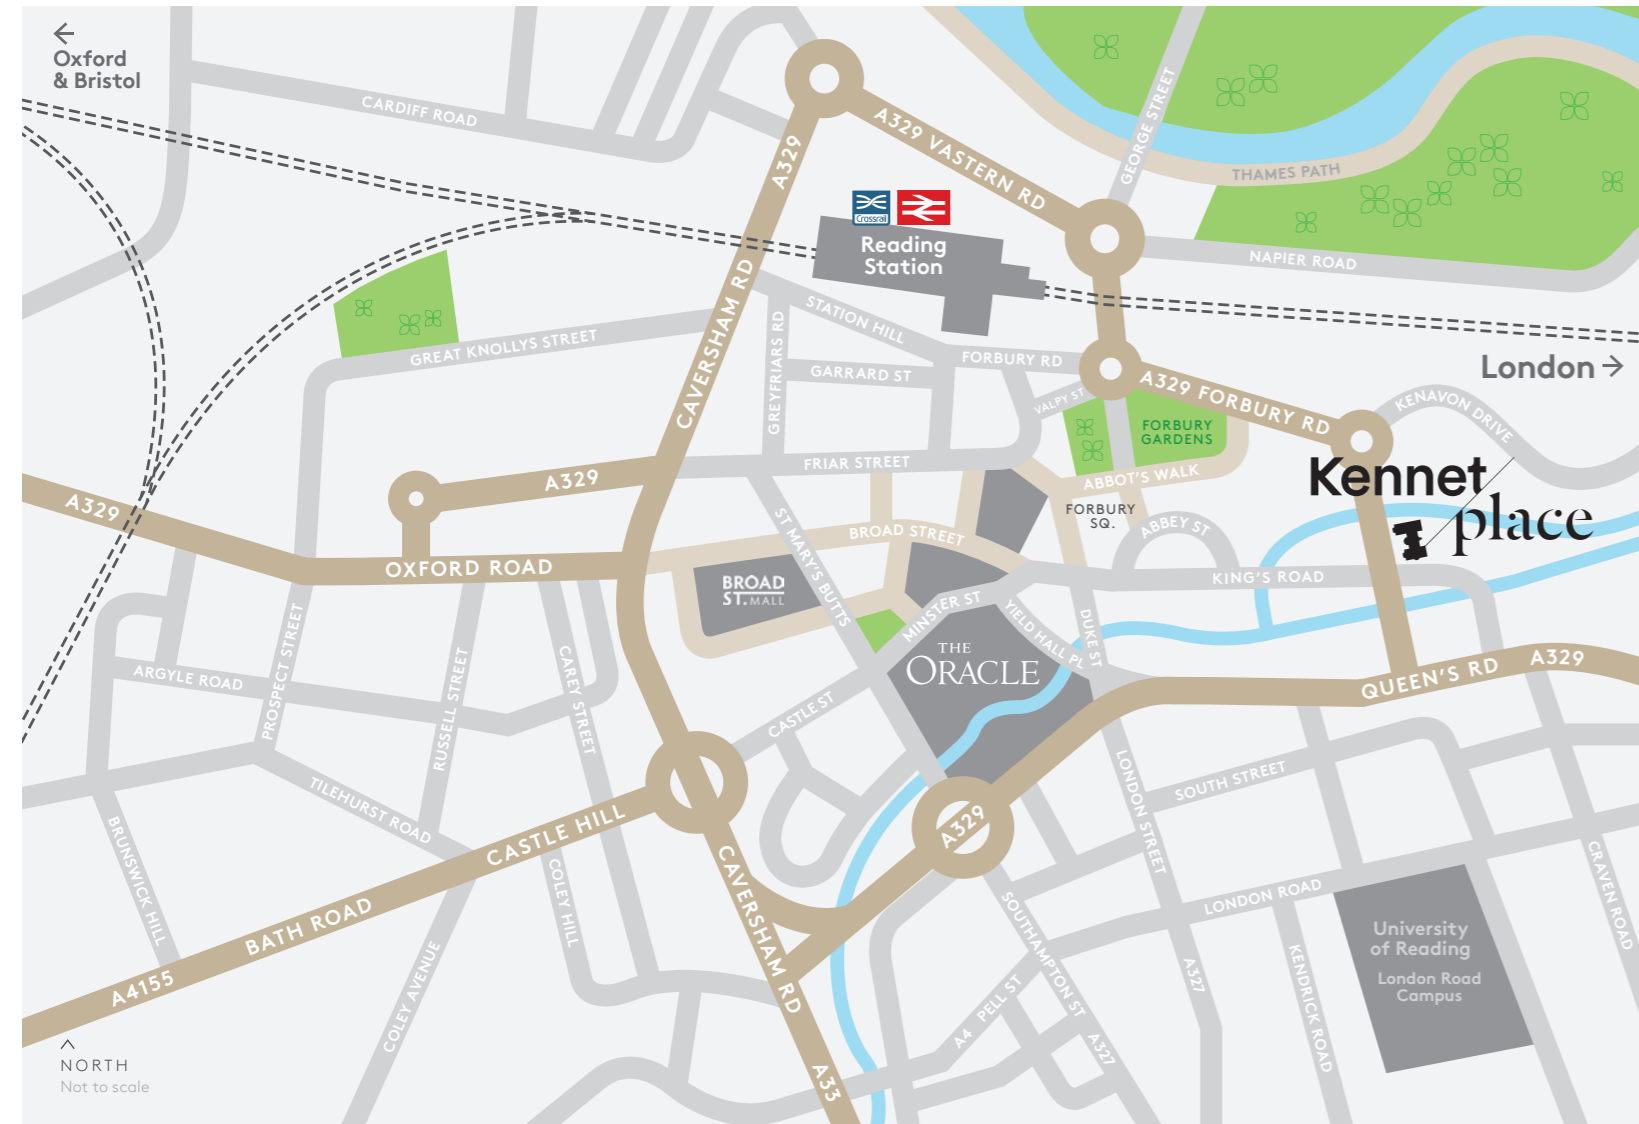 ←
Oxford
& Bristol
CARDIFF ROAD
A329
A329 VASTERN RD
GEORGE STREET
THAMES PATH
Crossrail
Reading
Station
NAPIER ROAD
CAVERSHAM RD
STATION HILL
GREYFRIARS RD
GREAT KNOLLYS STREET
GARRARD ST
FORBURY RD
VALPY ST
A329 FORBURY RD
London →
KENAVON DRIVE
FORBURY
GARDENS
FRIAR STREET
ABBOT'S WALK
A329
A329
FORBURY
SQ.
ABBEY ST
Kennet
place
ST MARY'S BUTTS
BROAD STREET
OXFORD ROAD
BROAD
ST. MALL
KING'S ROAD
MINSTER ST
YIELD HALL PL
DUKE ST
THE
ORACLE
ARGYLE ROAD
PROSPECT STREET
RUSSELL STREET
CAREY STREET
CASTLE ST
QUEEN'S RD
A329
TILEHURST ROAD
LONDON STREET
SOUTH STREET
BRUNSWICK HILL
CASTLE HILL
A329
CAVERSHAM RD
COLEY HILL
BATH ROAD
A4155
COLEY AVENUE
SOUTHAMPTON ST
LONDON ROAD
CRAVEN ROAD
University
of Reading
London Road
Campus
A327
KENDRICK ROAD
A4 PELL ST
A327
A33
NORTH
Not to scale